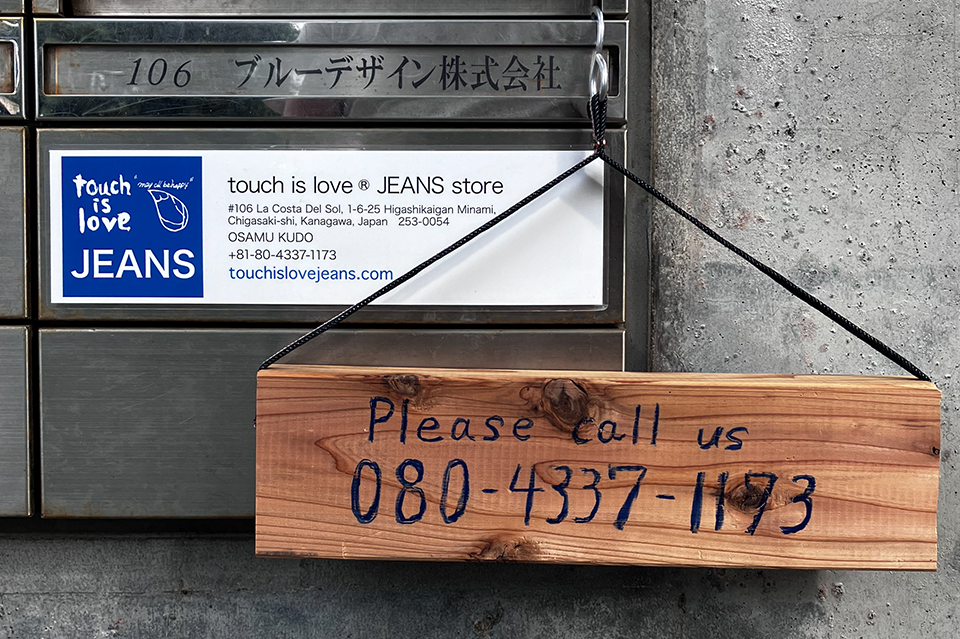 106 ブルーデザイン株式会社
touch
is
love
"may all be happy"
JEANS
touch is love ® JEANS store
#106 La Costa Del Sol, 1-6-25 Higashikaigan Minami,
Chigasaki-shi, Kanagawa, Japan 253-0054
OSAMU KUDO
+81-80-4337-1173
touchislovejeans.com
Please call us
080-4337-1173